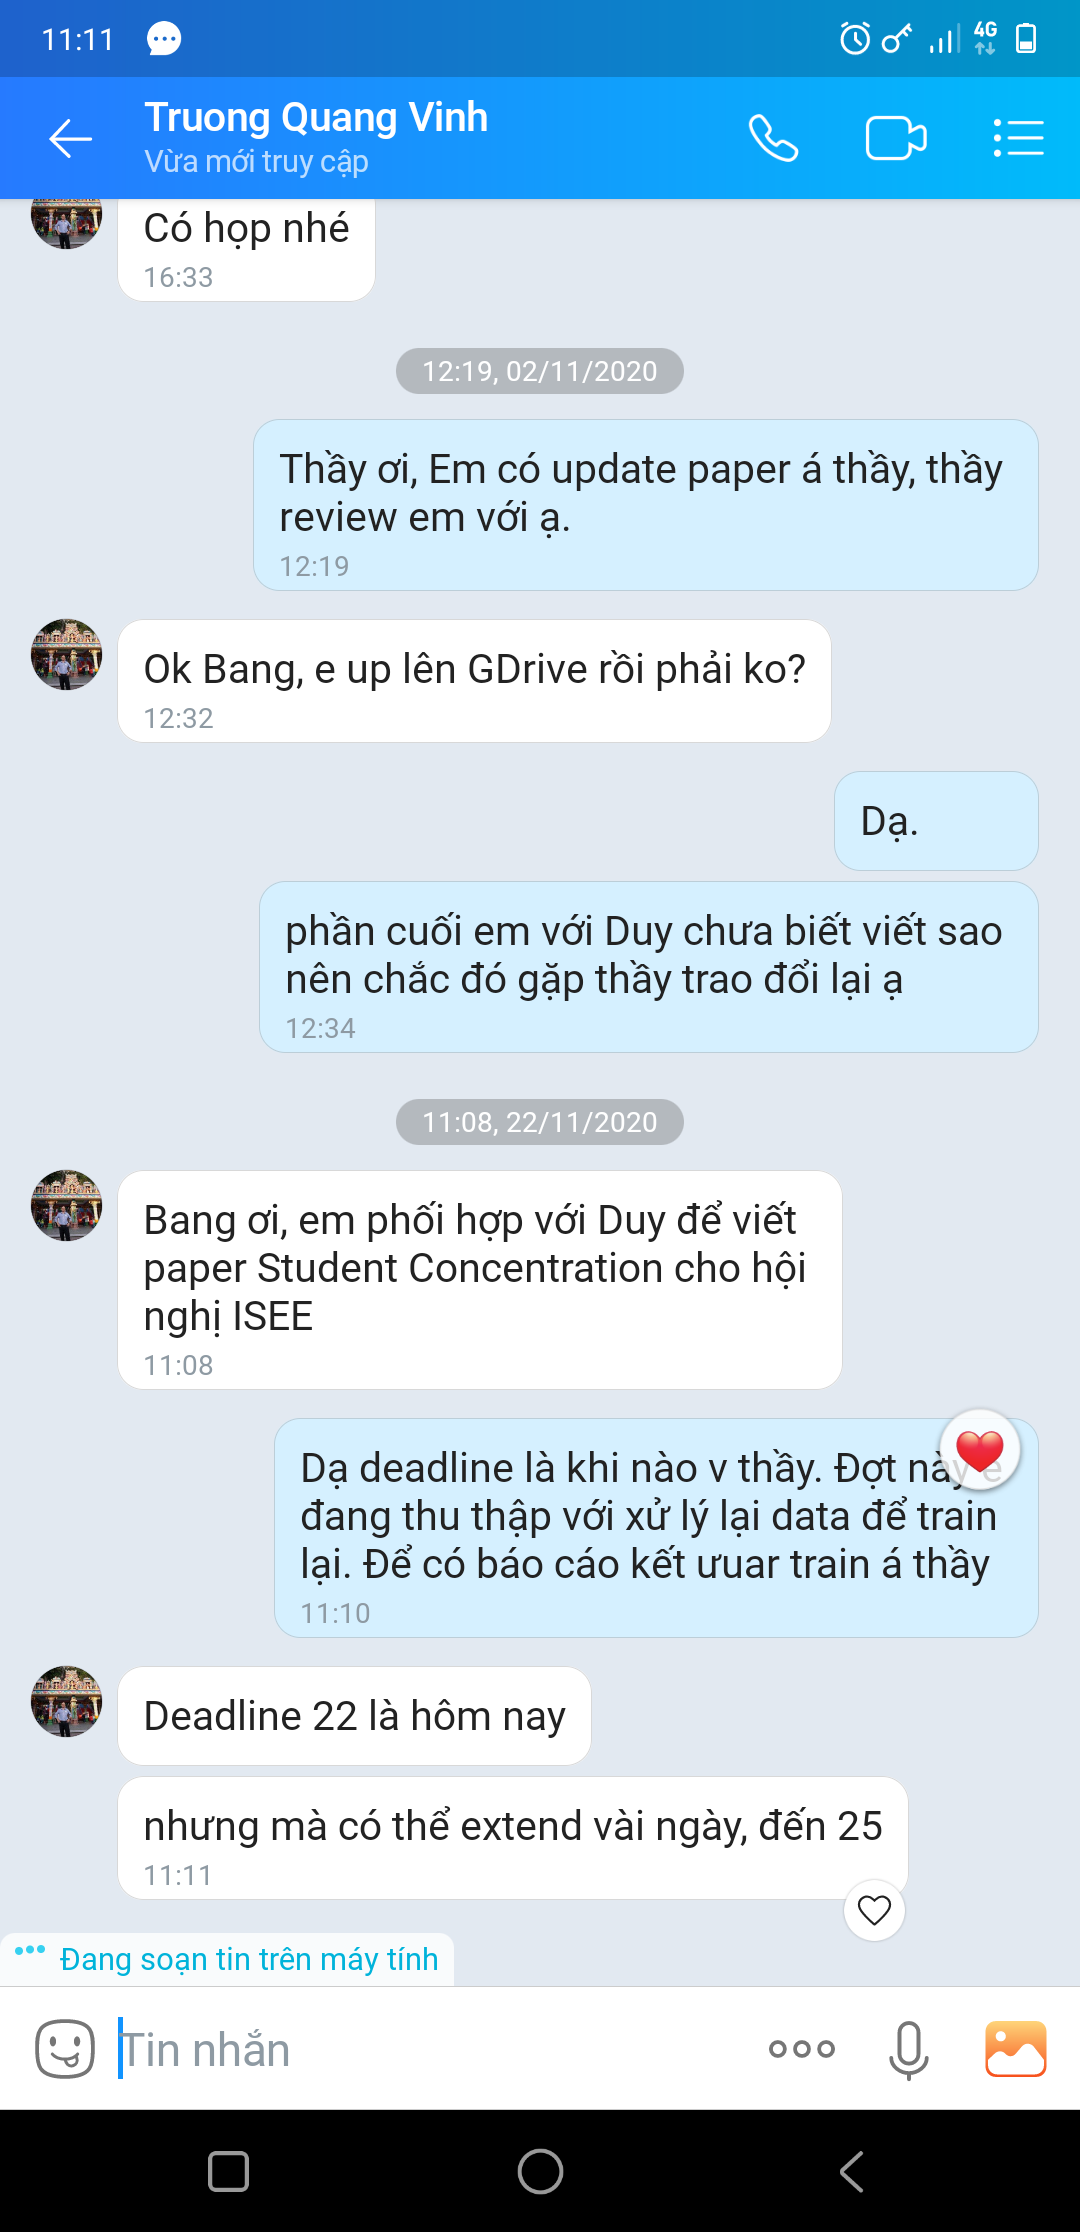 11:11
4G
Truong Quang Vinh
Vừa mới truy cập
Có họp nhé
16:33
12:19, 02/11/2020
Thầy ơi, Em có update paper á thầy, thầy
review em với ạ.
12:19
Ok Bang, e up lên GDrive rồi phải ko?
12:32
Dạ.
phần cuối em với Duy chưa biết viết sao
nên chắc đó gặp thầy trao đổi lại ạ
12:34
11:08, 22/11/2020
Bang ơi, em phối hợp với Duy để viết
paper Student Concentration cho hội
nghị ISEE
11:08
Dạ deadline là khi nào v thầy. Đợt này e
đang thu thập với xử lý lại data để train
lại. Để có báo cáo kết ưuar train á thầy
11:10
Deadline 22 là hôm nay
nhưng mà có thể extend vài ngày, đến 25
11:11
Đang soạn tin trên máy tính
Tin nhắn